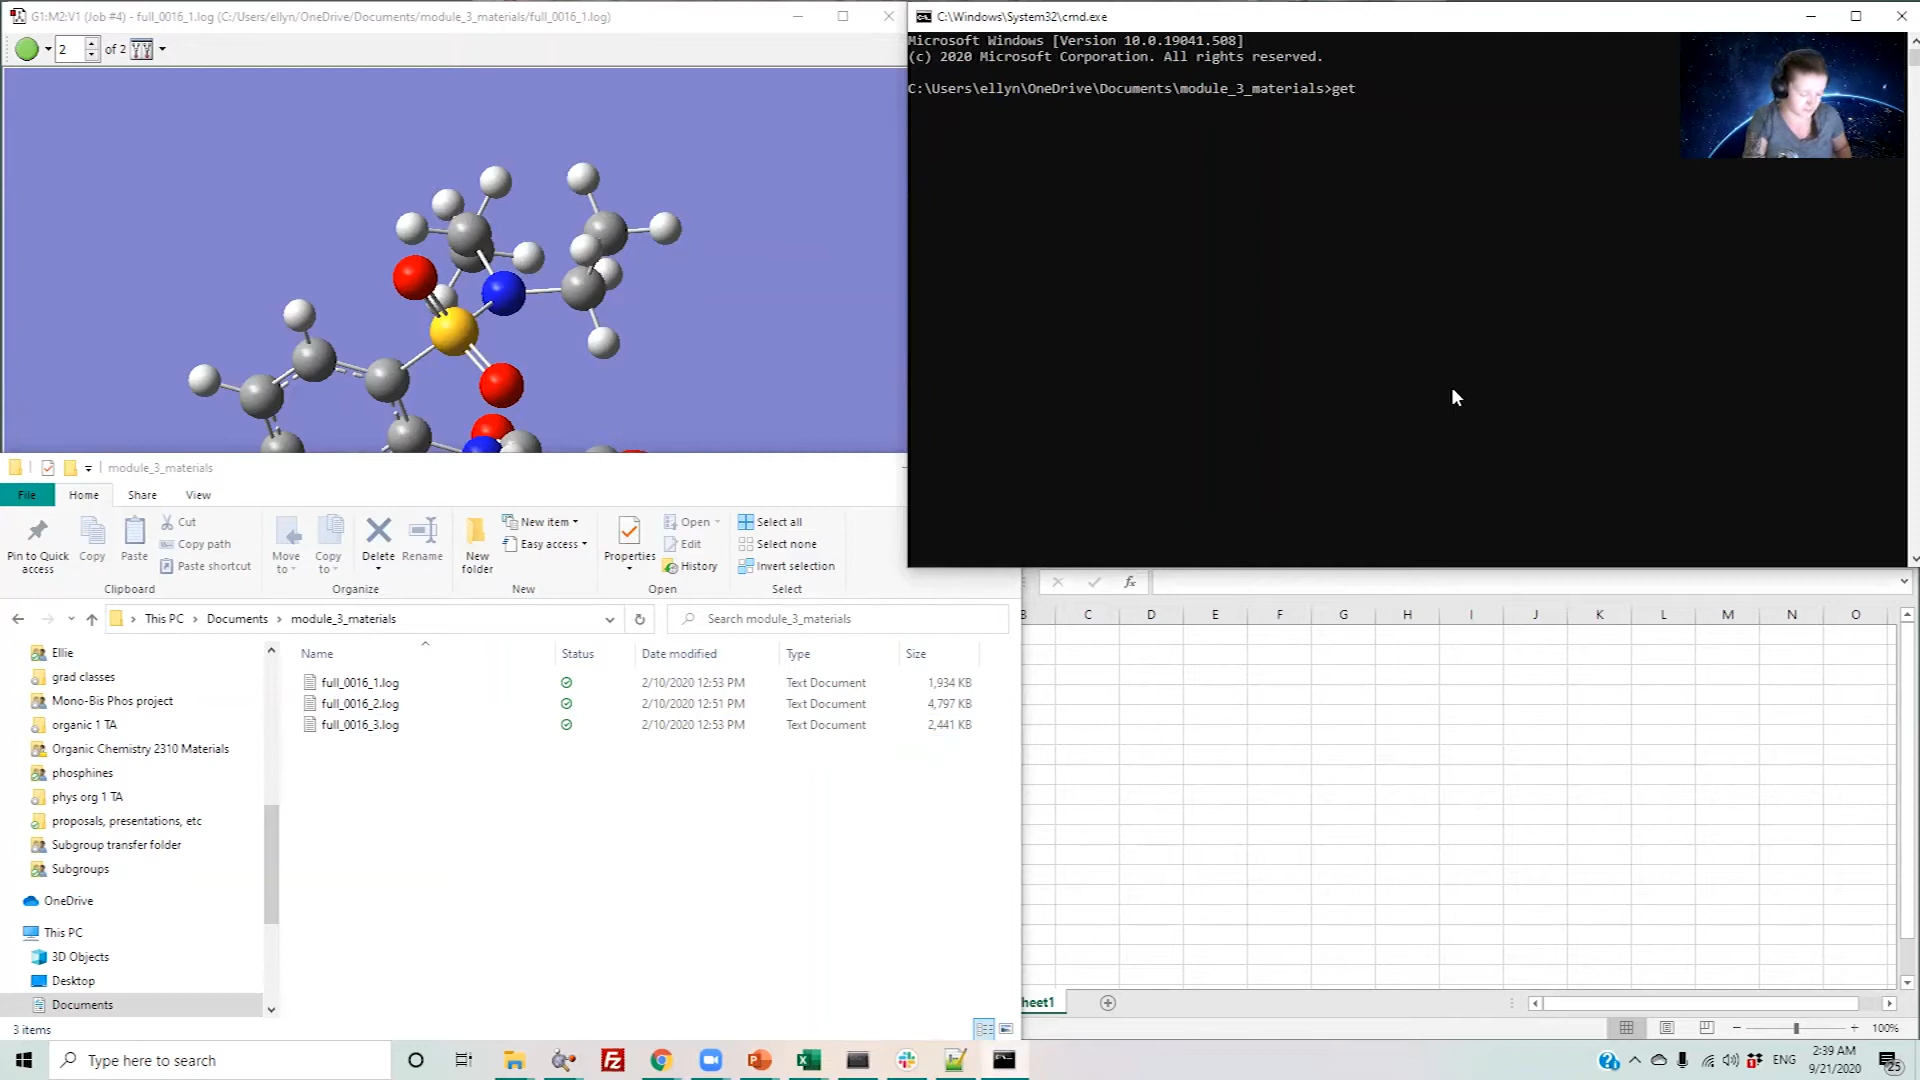 G1:M2:V1 (Job #4) - full_0016_1.log (C:/Users/ellyn/OneDrive/Documents/module_3_materials/full_0016_1.log)
2 of 2
C:\Windows\System32\cmd.exe
Microsoft Windows [Version 10.0.19041.508]
(c) 2020 Microsoft Corporation. All rights reserved.
C:\Users\ellyn\OneDrive\Documents\module_3_materials>get
module_3_materials
File Home Share View
Pin to Quick access
Copy
Paste
Cut
Copy path
Paste shortcut
Clipboard
Move to
Copy to
Delete
Rename
Organize
New folder
New item
Easy access
New
Properties
Open
Edit
History
Open
Select all
Select none
Invert selection
Select
This PC > Documents > module_3_materials
Search module_3_materials
Name Status Date modified Type Size
full_0016_1.log 2/10/2020 12:53 PM Text Document 1,934 KB
full_0016_2.log 2/10/2020 12:51 PM Text Document 4,797 KB
full_0016_3.log 2/10/2020 12:53 PM Text Document 2,441 KB
Ellie
grad classes
Mono-Bis Phos project
organic 1 TA
Organic Chemistry 2310 Materials
phosphines
phys org 1 TA
proposals, presentations, etc
Subgroup transfer folder
Subgroups
OneDrive
This PC
3D Objects
Desktop
Documents
3 items
fx
B C D E F G H I J K L M N O
heet1
100%
Type here to search
ENG
2:39 AM
9/21/2020
25